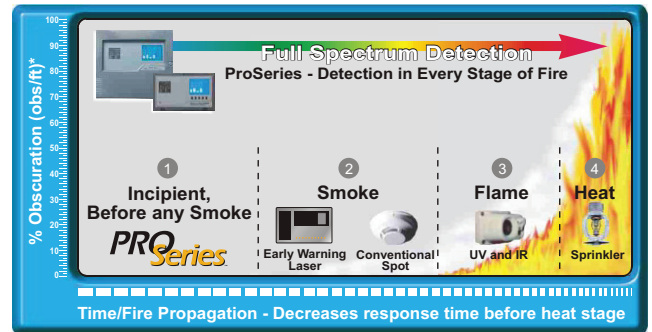 % Obscuration (obs/ft)*
100
90
80
70
60
50
40
30
20
10
0
Full Spectrum Detection
ProSeries - Detection in Every Stage of Fire
1
Incipient,
Before any Smoke
PROSeries
2
Smoke
Early Warning
Laser
Conventional
Spot
3
Flame
UV and IR
4
Heat
Sprinkler
Time/Fire Propagation - Decreases response time before heat stage